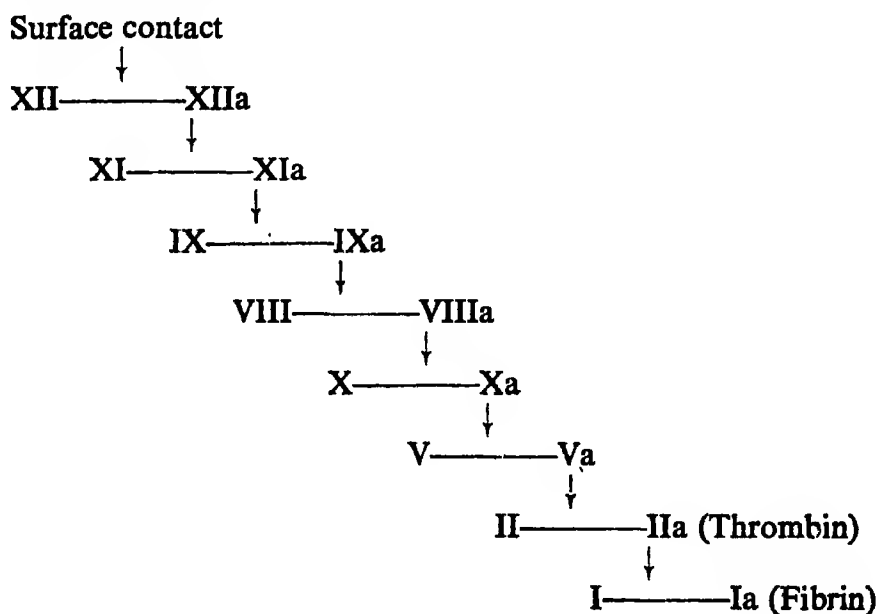 Surface contact
XII XIIa
XI XIa
IX IXa
VIII VIIIa
X Xa
V Va
II IIa (Thrombin)
I Ia (Fibrin)